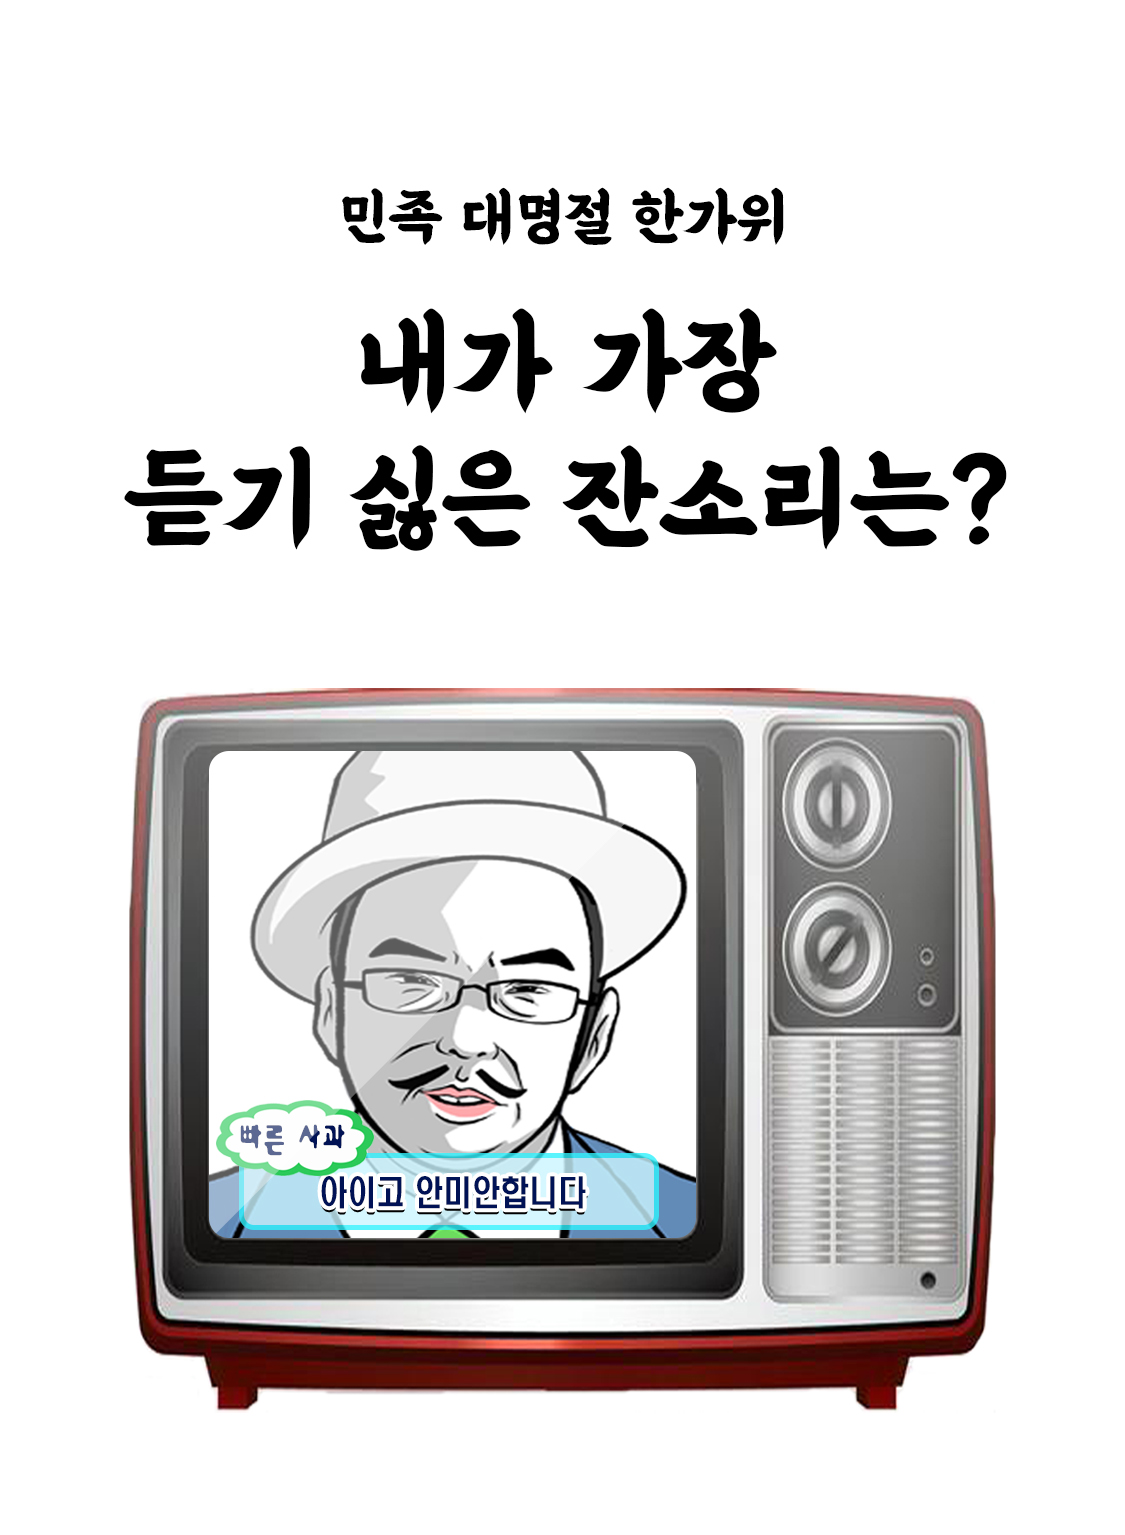 민족 대명절 한가위
내가 가장
듣기 싫은 잔소리는?
빠른 사과
아이고 안미안합니다